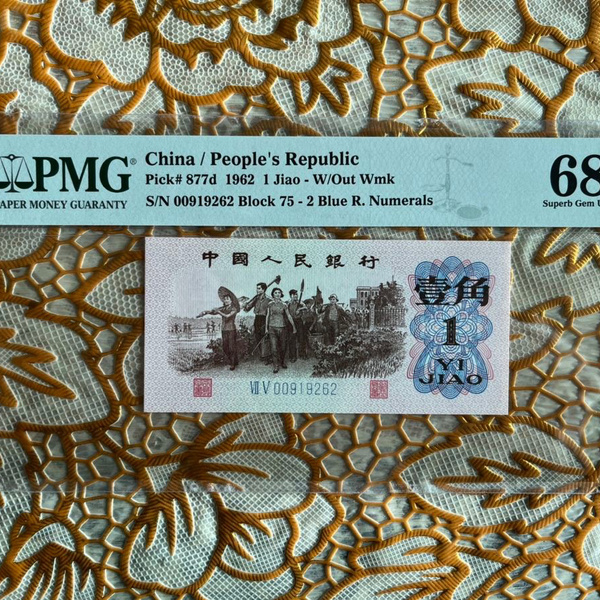 PMG®
PAPER MONEY GUARANTY
China / People's Republic
Pick# 877d 1962 1 Jiao - W/Out Wmk
S/N 00919262 Block 75 - 2 Blue R. Numerals
68
Superb Gem U
中國人民銀行
壹角
1
YI
JIAO
VII V 00919262